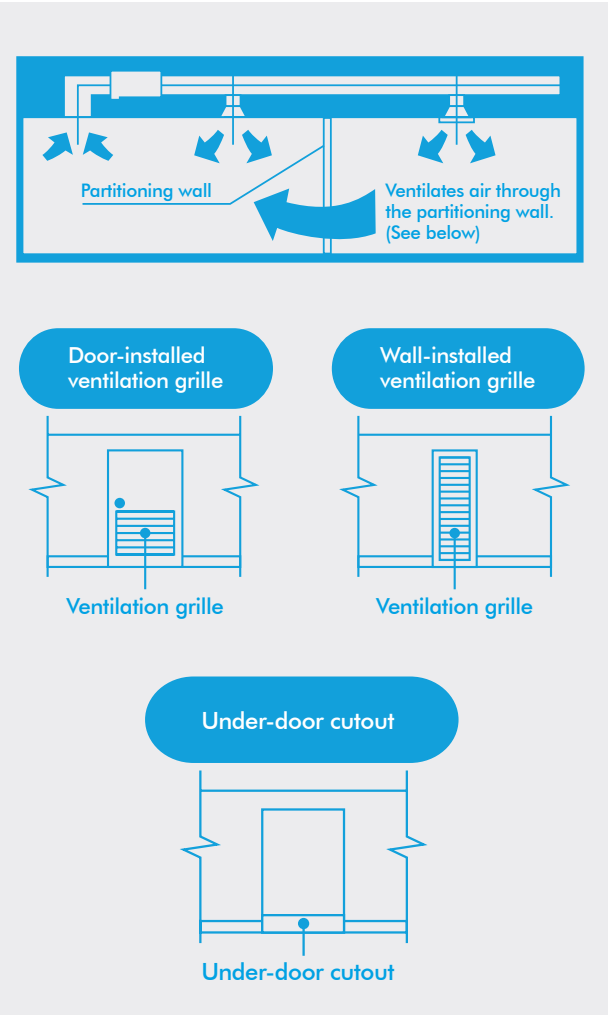 Partitioning wall
Ventilates air through
the partitioning wall.
(See below)
Door-installed
ventilation grille
Wall-installed
ventilation grille
Ventilation grille
Ventilation grille
Under-door cutout
Under-door cutout